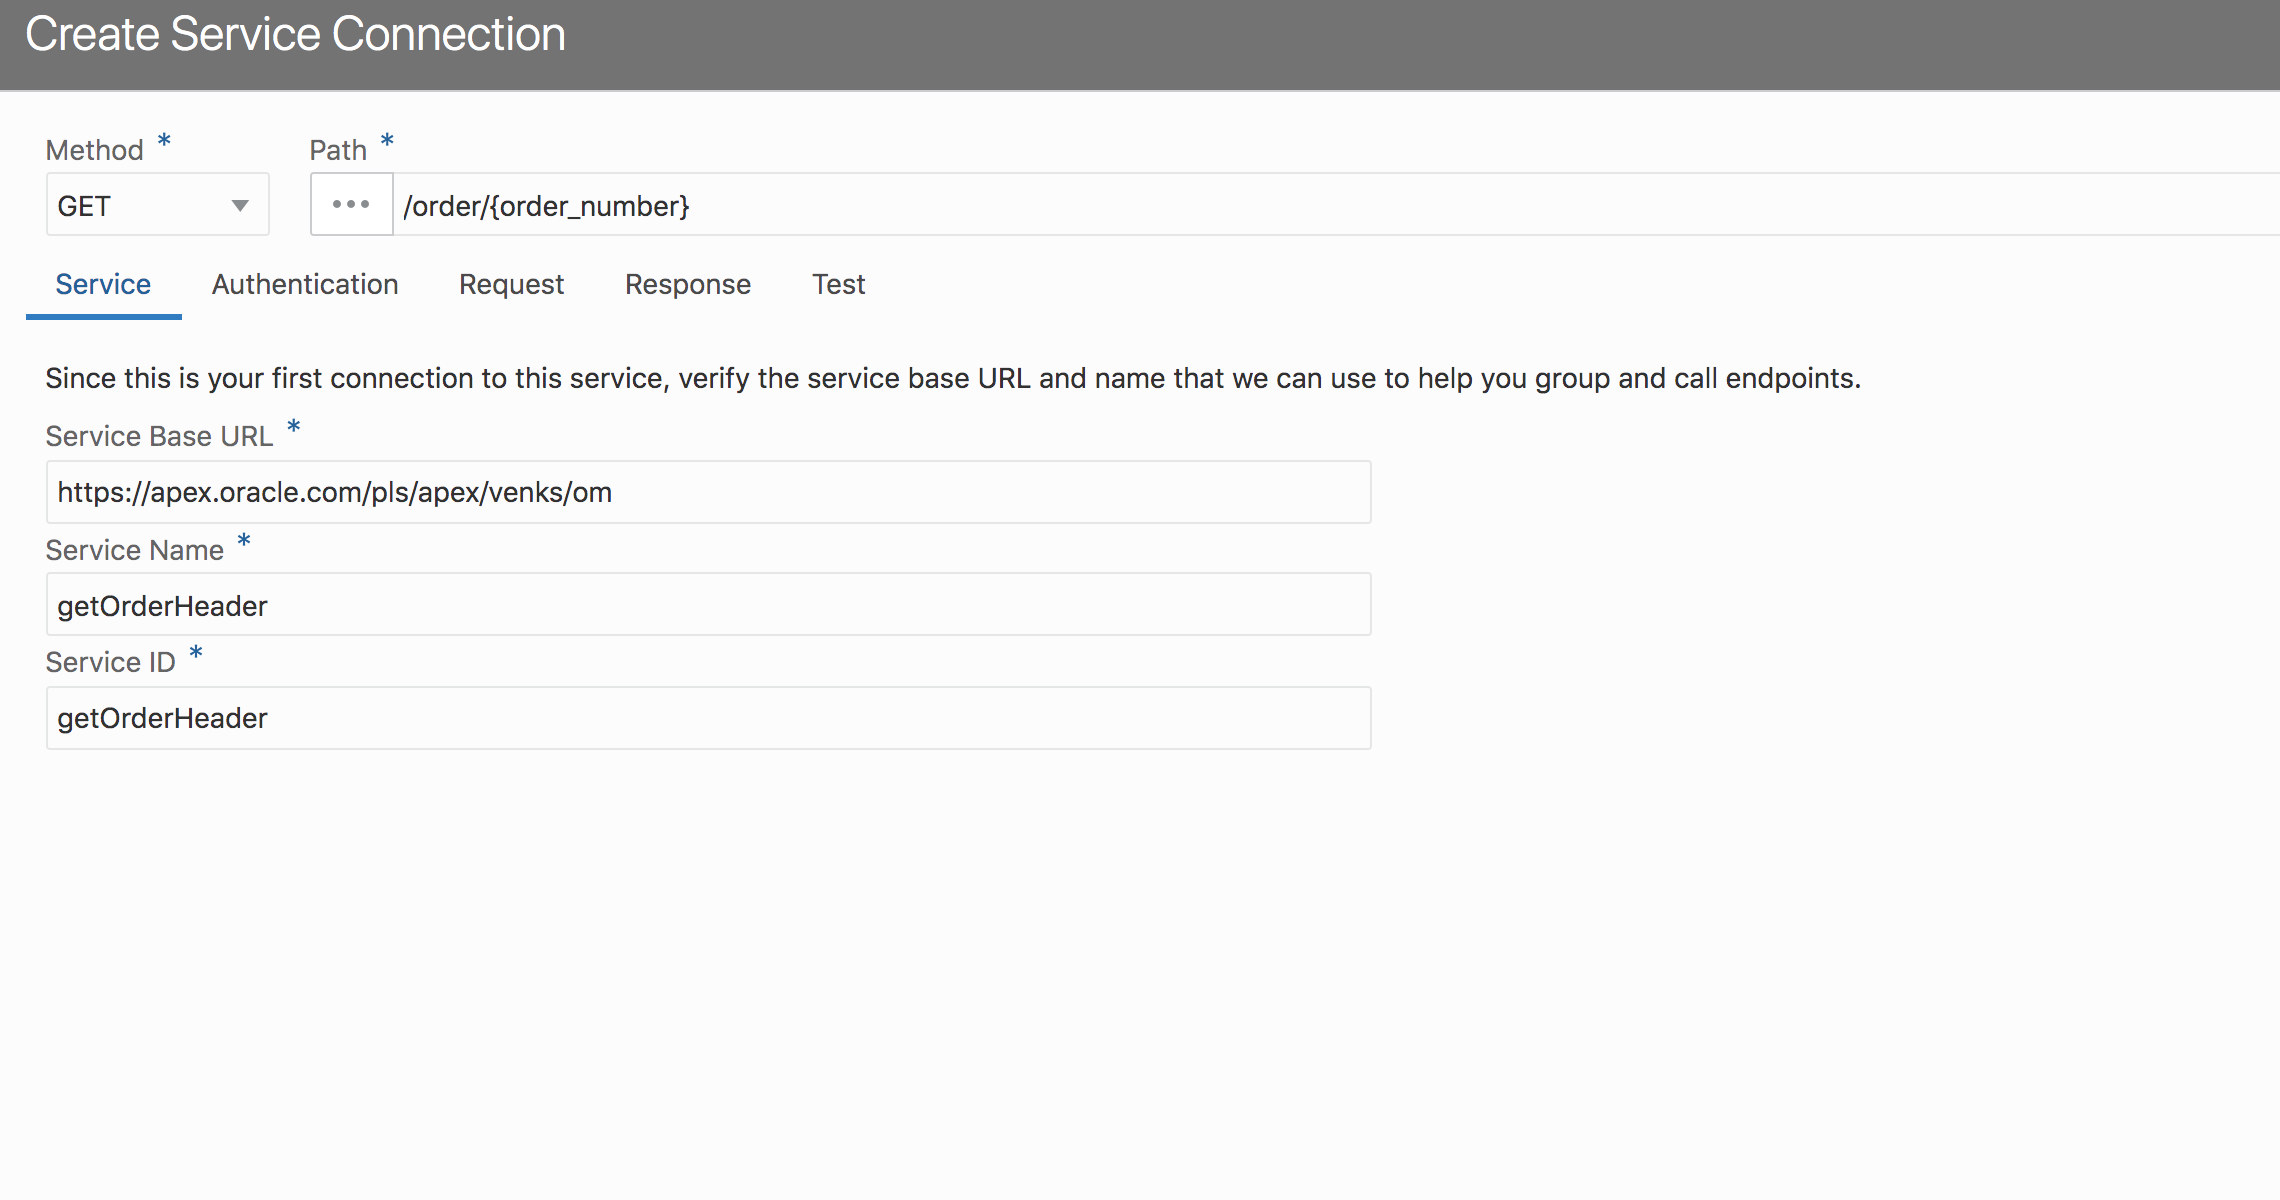 Create Service Connection
Method * Path *
GET ••• /order/{order_number}
Service Authentication Request Response Test
Since this is your first connection to this service, verify the service base URL and name that we can use to help you group and call endpoints.
Service Base URL *
https://apex.oracle.com/pls/apex/venks/om
Service Name *
getOrderHeader
Service ID *
getOrderHeader